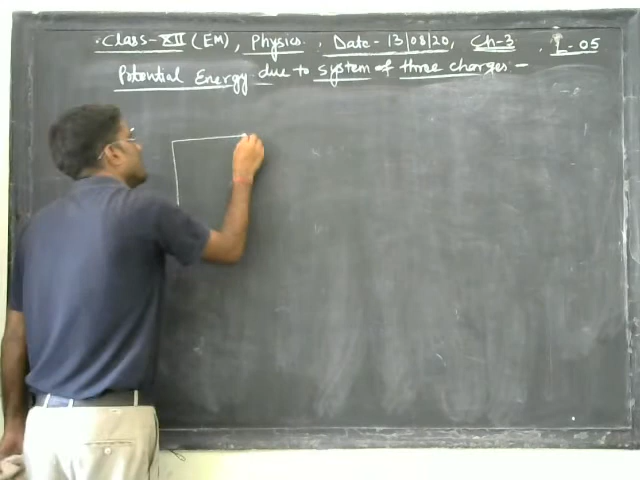 Class-XII (EM), Physics, Date-13/08/20, Ch-3, L-05
Potential Energy due to system of three charges-